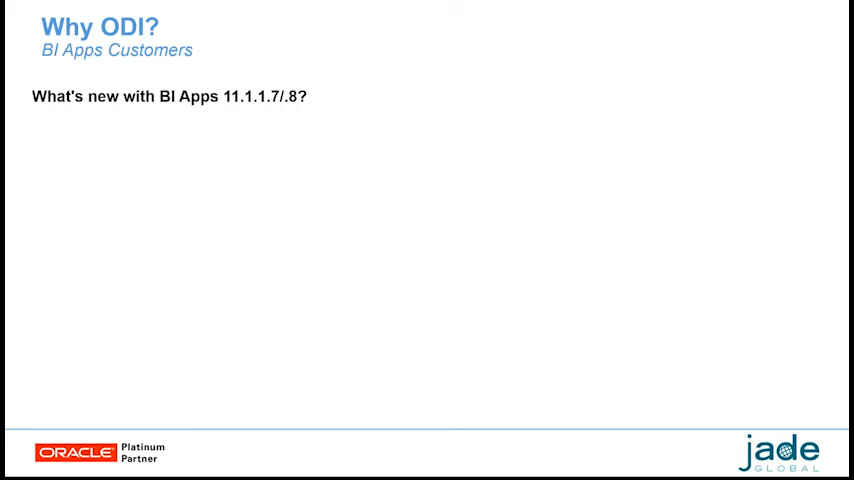 Why ODI?
BI Apps Customers
What's new with BI Apps 11.1.1.7/.8?
ORACLE Platinum
Partner
jade
GLOBAL